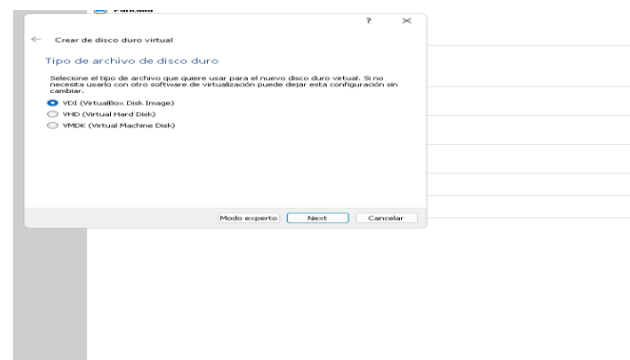 Pantalla
?
Crear de disco duro virtual
Tipo de archivo de disco duro
Selecione el tipo de archivo que quiere usar para el nuevo disco duro virtual. Si no
necesita usarlo con otro software de virtualización puede dejar esta configuración sin
cambiar.
VDI (VirtualBox Disk Image)
VHD (Virtual Hard Disk)
VMDK (Virtual Machine Disk)
Modo experto Next Cancelar